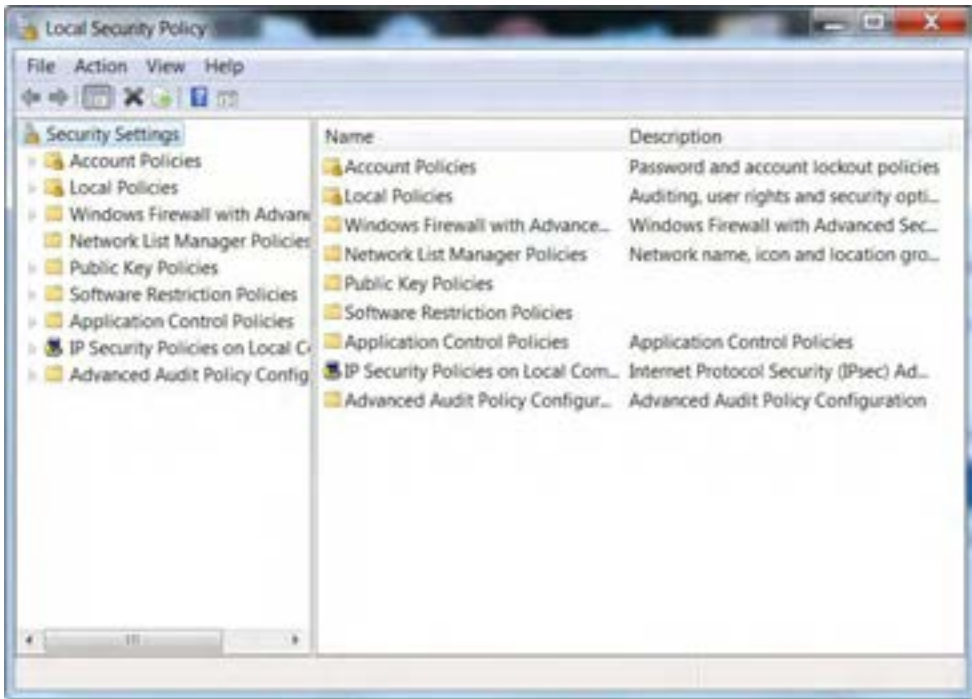 Local Security Policy
File Action View Help
Security Settings
Account Policies
Local Policies
Windows Firewall with Advan
Network List Manager Policies
Public Key Policies
Software Restriction Policies
Application Control Policies
IP Security Policies on Local C
Advanced Audit Policy Config
Name Description
Account Policies Password and account lockout policies
Local Policies Auditing, user rights and security opti...
Windows Firewall with Advance... Windows Firewall with Advanced Sec...
Network List Manager Policies Network name, icon and location gro...
Public Key Policies
Software Restriction Policies
Application Control Policies Application Control Policies
IP Security Policies on Local Com... Internet Protocol Security (IPsec) Ad...
Advanced Audit Policy Configur... Advanced Audit Policy Configuration